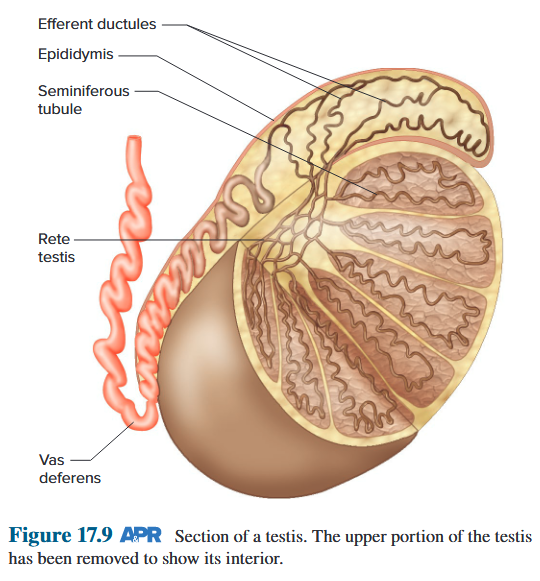 Efferent ductules
Epididymis
Seminiferous
tubule
Rete
testis
Vas
deferens
Figure 17.9 AP|R Section of a testis. The upper portion of the testis
has been removed to show its interior.